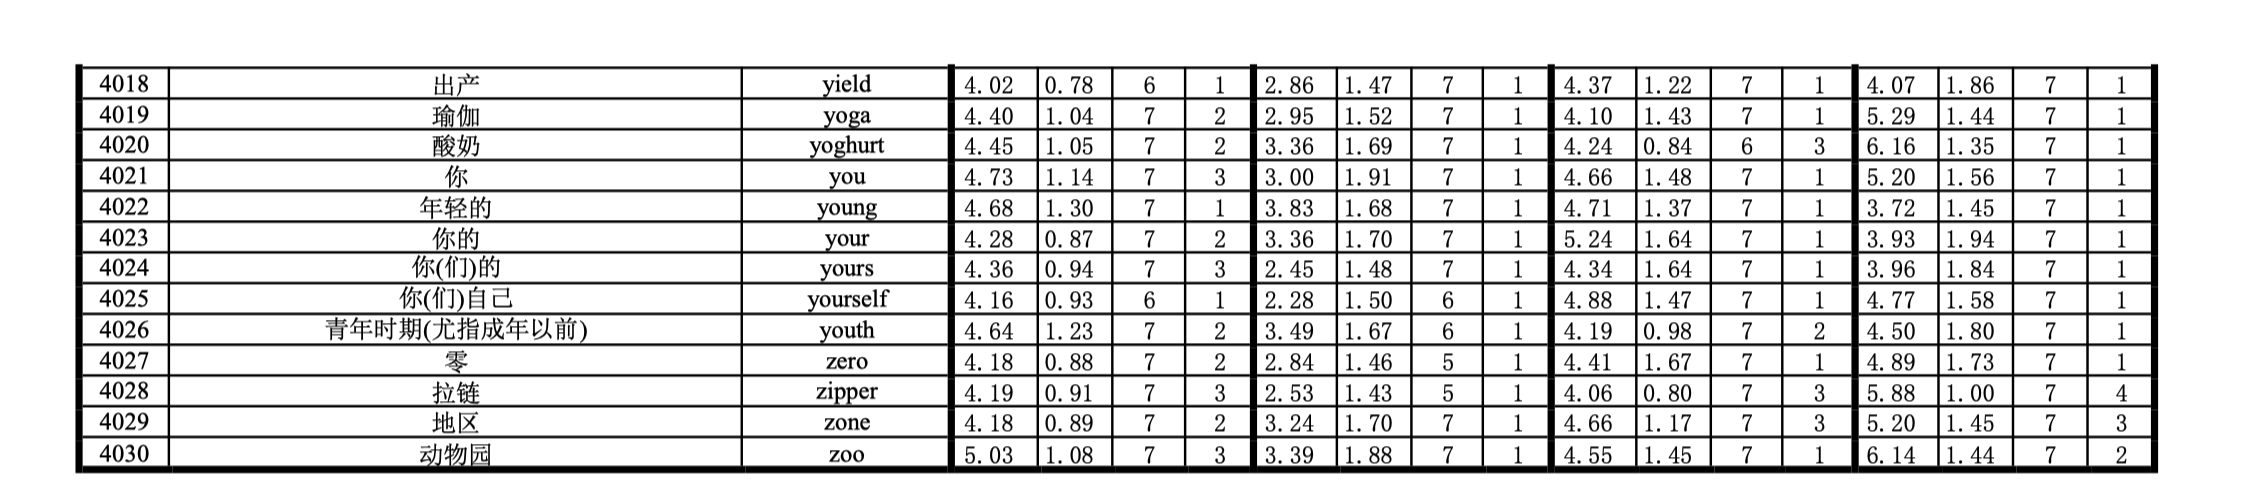 4018 出产 yield 4.02 0.78 6 1 2.86 1.47 7 1 4.37 1.22 7 1 4.07 1.86 7 1
4019 瑜伽 yoga 4.40 1.04 7 2 2.95 1.52 7 1 4.10 1.43 7 1 5.29 1.44 7 1
4020 酸奶 yoghurt 4.45 1.05 7 2 3.36 1.69 7 1 4.24 0.84 6 3 6.16 1.35 7 1
4021 你 you 4.73 1.14 7 3 3.00 1.91 7 1 4.66 1.48 7 1 5.20 1.56 7 1
4022 年轻的 young 4.68 1.30 7 1 3.83 1.68 7 1 4.71 1.37 7 1 3.72 1.45 7 1
4023 你的 your 4.28 0.87 7 2 3.36 1.70 7 1 5.24 1.64 7 1 3.93 1.94 7 1
4024 你(们)的 yours 4.36 0.94 7 3 2.45 1.48 7 1 4.34 1.64 7 1 3.96 1.84 7 1
4025 你(们)自己 yourself 4.16 0.93 6 1 2.28 1.50 6 1 4.88 1.47 7 1 4.77 1.58 7 1
4026 青年时期(尤指成年以前) youth 4.64 1.23 7 2 3.49 1.67 6 1 4.19 0.98 7 2 4.50 1.80 7 1
4027 零 zero 4.18 0.88 7 2 2.84 1.46 5 1 4.41 1.67 7 1 4.89 1.73 7 1
4028 拉链 zipper 4.19 0.91 7 3 2.53 1.43 5 1 4.06 0.80 7 3 5.88 1.00 7 4
4029 地区 zone 4.18 0.89 7 2 3.24 1.70 7 1 4.66 1.17 7 3 5.20 1.45 7 3
4030 动物园 zoo 5.03 1.08 7 3 3.39 1.88 7 1 4.55 1.45 7 1 6.14 1.44 7 2